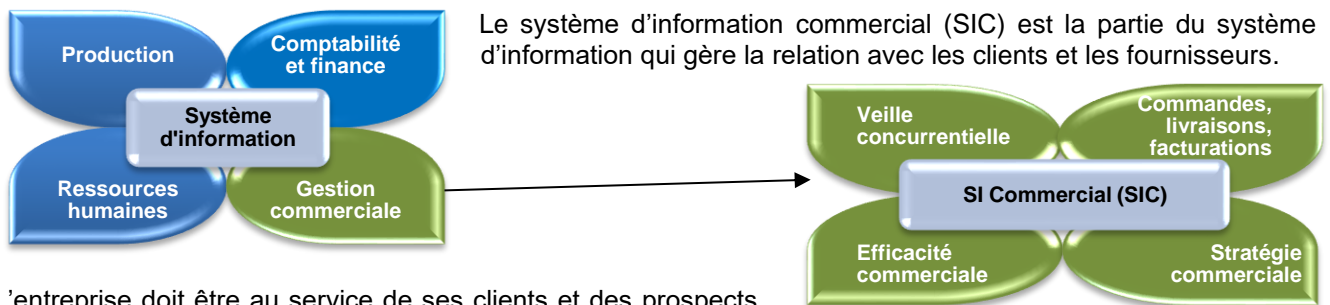 Le système d’information commercial (SIC) est la partie du système
d’information qui gère la relation avec les clients et les fournisseurs.
Production
Comptabilité
et finance
Système
d'information
Ressources
humaines
Gestion
commerciale
Veille
concurrentielle
Commandes,
livraisons,
facturations
SI Commercial (SIC)
Efficacité
commerciale
Stratégie
commerciale
’entreprise doit être au service de ses clients et des prospects